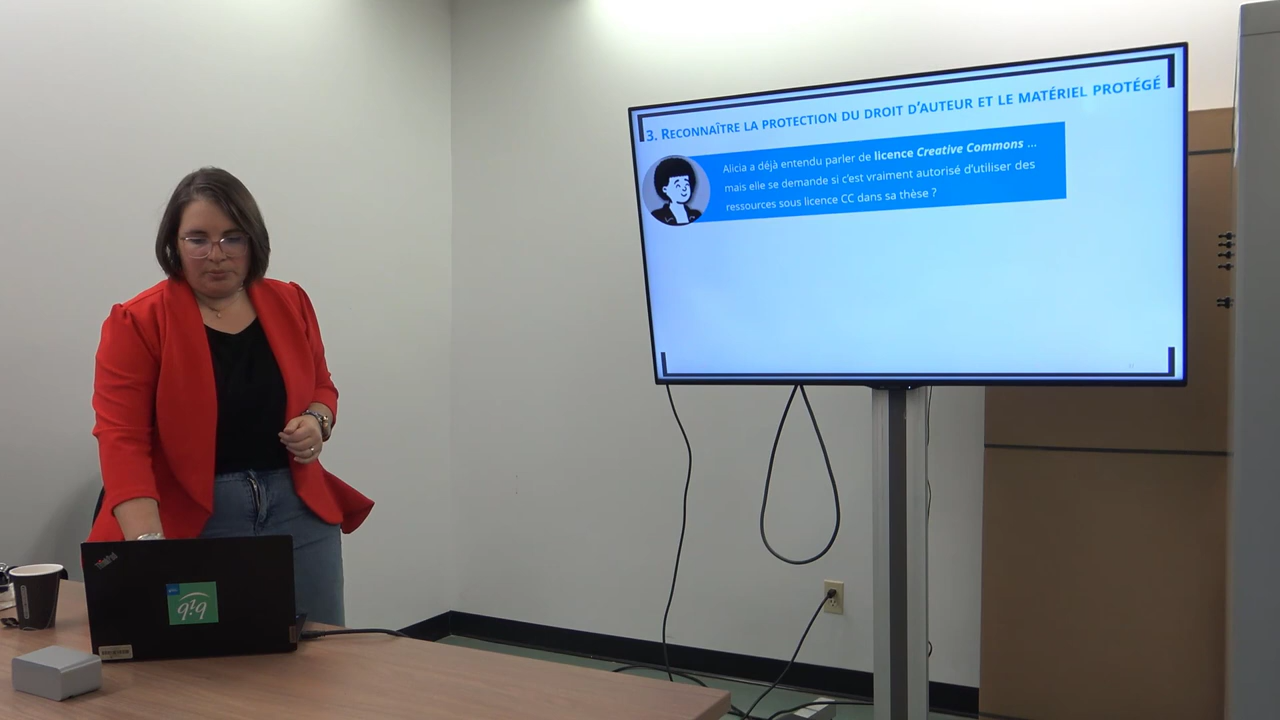 3. RECONNAÎTRE LA PROTECTION DU DROIT D'AUTEUR ET LE MATÉRIEL PROTÉGÉ
Alicia a déjà entendu parler de licence Creative Commons ...
mais elle se demande si c'est vraiment autorisé d'utiliser des
ressources sous licence CC dans sa thèse ?
ThinkPad
bib